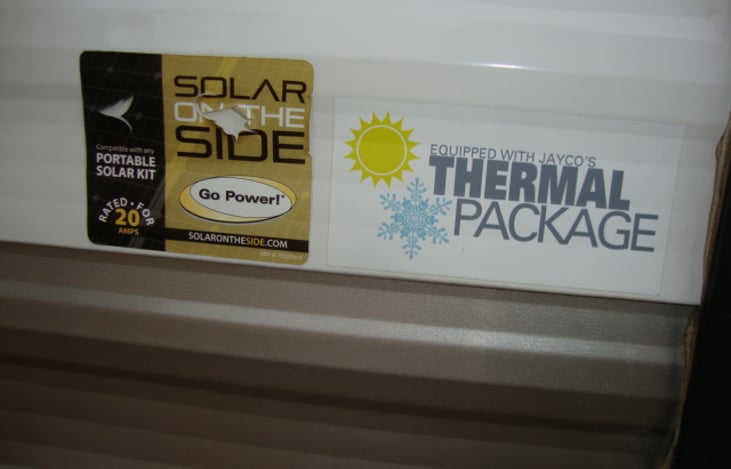 SOLAR
ON THE
SIDE
Compatible with any
PORTABLE
SOLAR KIT
Go Power!
RATED • FOR
20
AMPS
SOLARONTHESIDE.COM
EQUIPPED WITH JAYCO'S
THERMAL
PACKAGE